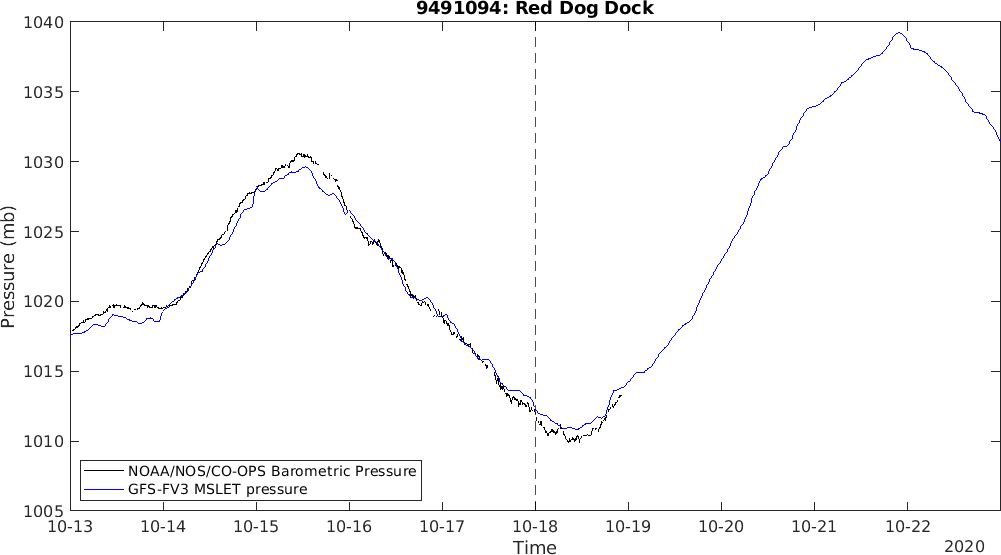 9491094: Red Dog Dock
1040
1035
1030
1025
1020
1015
1010
1005
Pressure (mb)
NOAA/NOS/CO-OPS Barometric Pressure
GFS-FV3 MSLET pressure
10-13 10-14 10-15 10-16 10-17 10-18 10-19 10-20 10-21 10-22
Time
2020